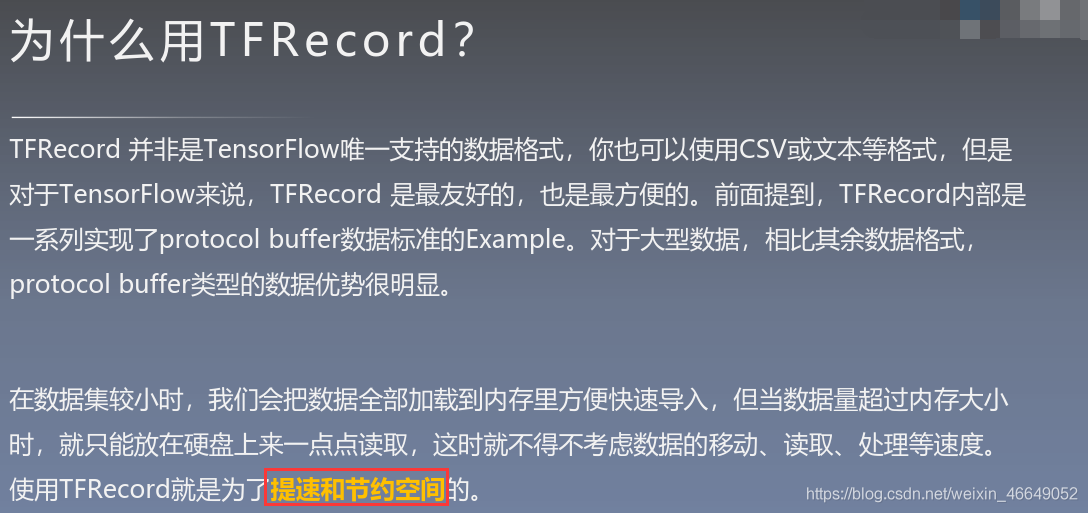 为什么用TFRecord？
TFRecord 并非是TensorFlow唯一支持的数据格式，你也可以使用CSV或文本等格式，但是
对于TensorFlow来说，TFRecord 是最友好的，也是最方便的。前面提到，TFRecord内部是
一系列实现了protocol buffer数据标准的Example。对于大型数据，相比其余数据格式，
protocol buffer类型的数据优势很明显。
在数据集较小时，我们会把数据全部加载到内存里方便快速导入，但当数据量超过内存大小
时，就只能放在硬盘上来一点点读取，这时就不得不考虑数据的移动、读取、处理等速度。
使用TFRecord就是为了提速和节约空间的。
https://blog.csdn.net/weixin_46649052